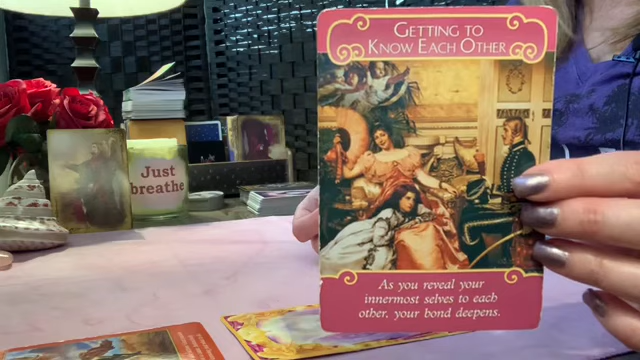 GETTING TO
KNOW EACH OTHER
Just
breathe
As you reveal your
innermost selves to each
other, your bond deepens.